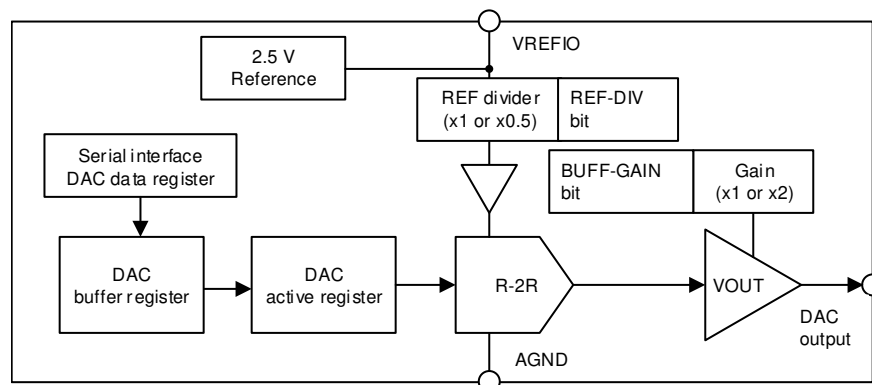 VREFIO
2.5 V
Reference
REF divider
(x1 or x0.5)
REF-DIV
bit
Serial interface
DAC data register
BUFF-GAIN
bit
Gain
(x1 or x2)
DAC
buffer register
DAC
active register
R-2R
VOUT
DAC
output
AGND